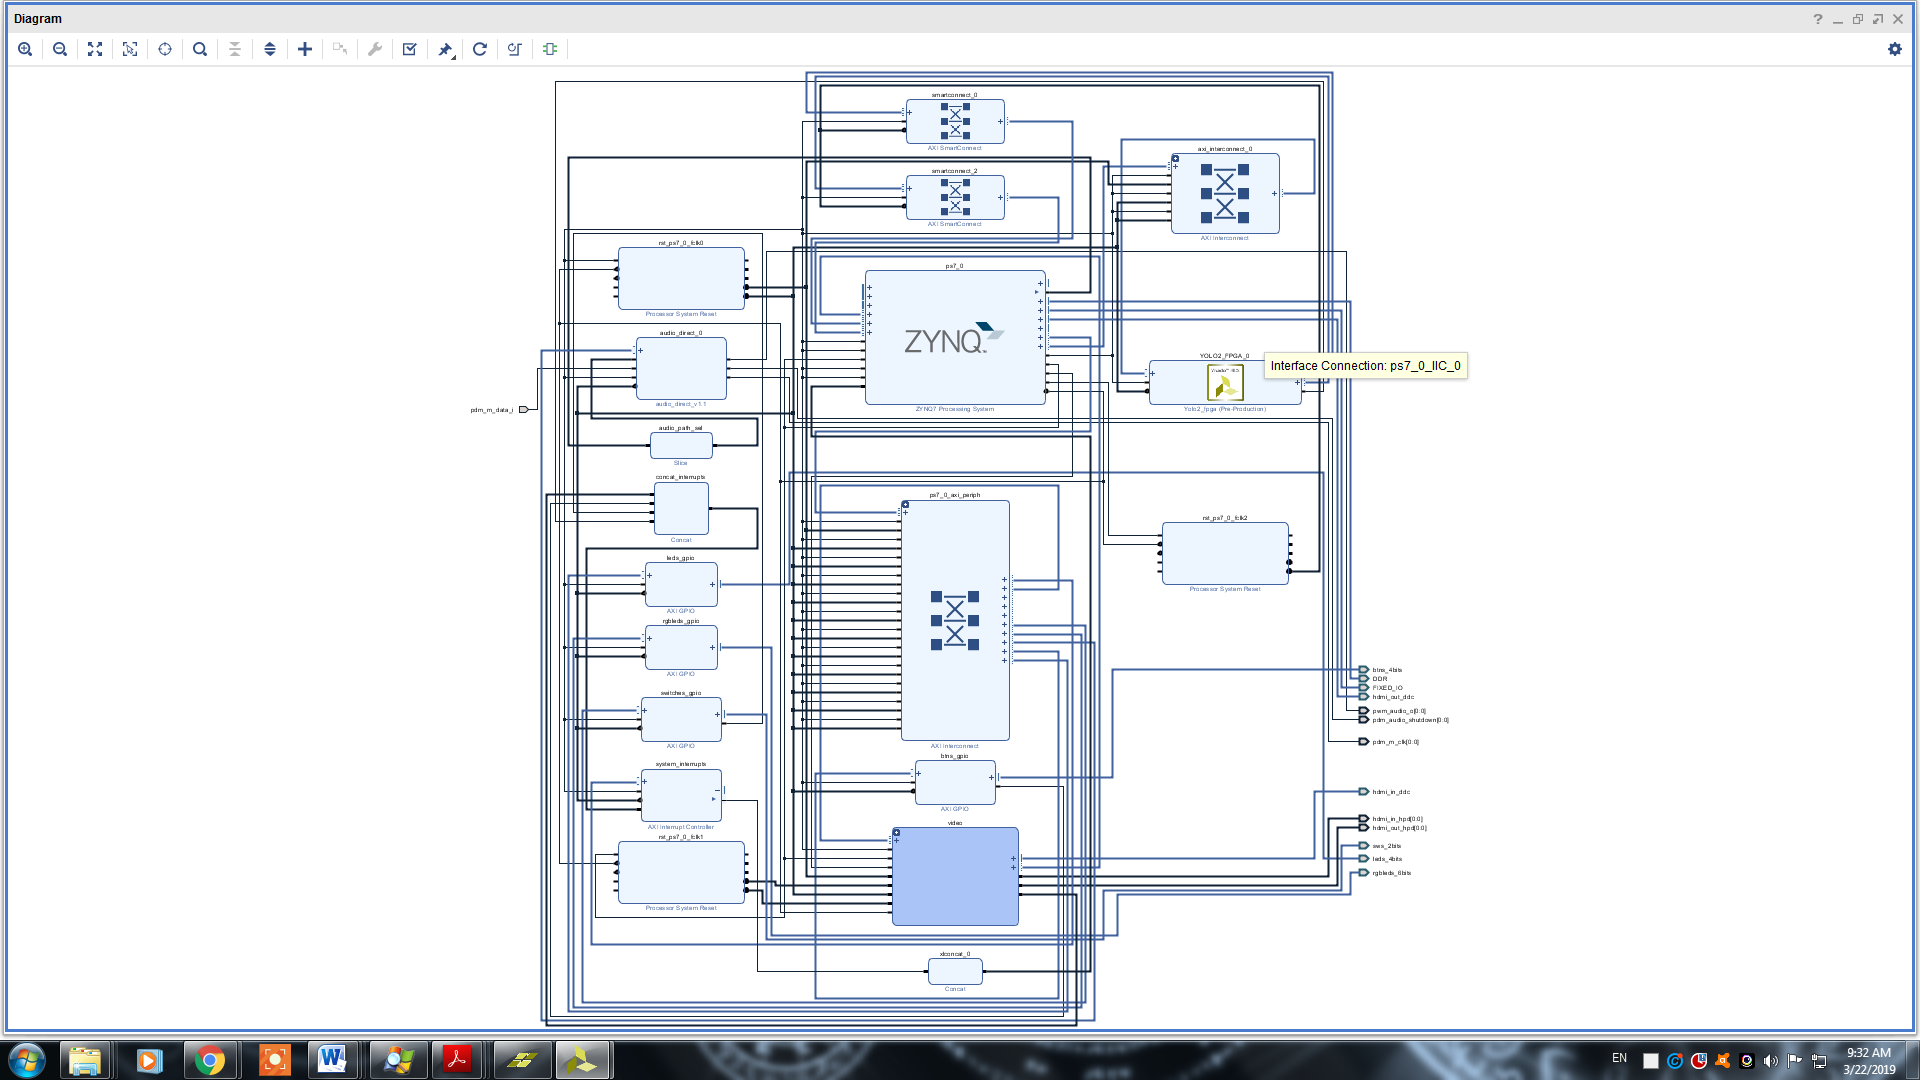 Diagram
smartconnect_0
AXI SmartConnect
smartconnect_2
AXI SmartConnect
axi_interconnect_0
AXI Interconnect
rst_ps7_0_fclk0
Processor System Reset
ps7_0
ZYNQ
ZYNQ7 Processing System
audio_direct_0
audio_direct_v1.1
YOLO2_FPGA_0
Yolo2_fpga (Pre-Production)
Interface Connection: ps7_0_IIC_0
pdm_m_data_i
audio_path_sel
Slice
concat_interrupts
Concat
ps7_0_axi_periph
AXI Interconnect
rst_ps7_0_fclk2
Processor System Reset
leds_gpio
AXI GPIO
rgbleds_gpio
AXI GPIO
switches_gpio
AXI GPIO
system_interrupts
AXI Interrupt Controller
rst_ps7_0_fclk1
Processor System Reset
btns_gpio
AXI GPIO
video
xlconcat_0
Concat
btns_4bits
DDR
FIXED_IO
hdmi_out_ddc
pwm_audio_o[0:0]
pdm_audio_shutdown[0:0]
pdm_m_clk[0:0]
hdmi_in_ddc
hdmi_in_hpd[0:0]
hdmi_out_hpd[0:0]
sws_2bits
leds_4bits
rgbleds_6bits
EN
9:32 AM
3/22/2019